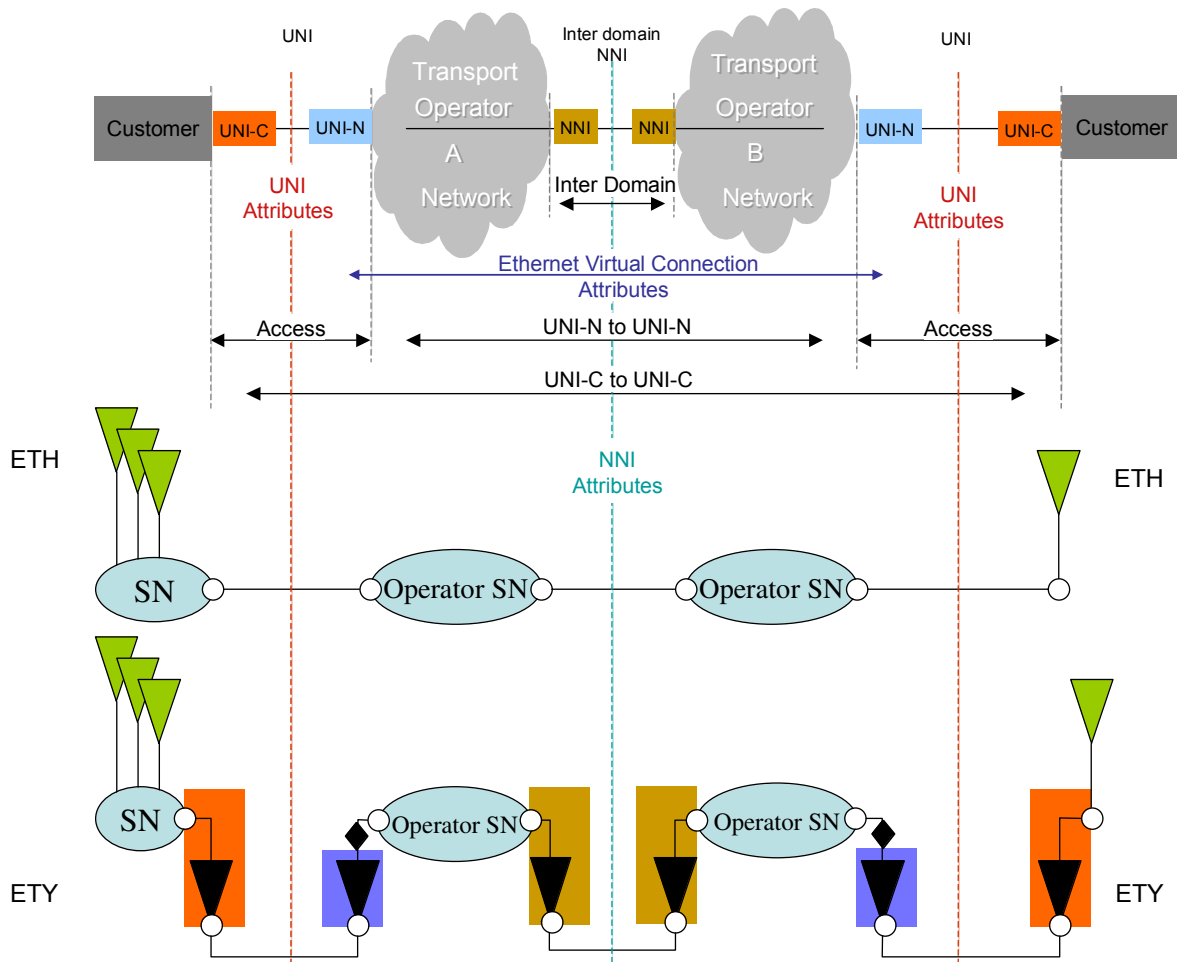 UNI
Inter domain
NNI
UNI
Transport
Operator
A
Network
Transport
Operator
B
Network
Customer
UNI-C
UNI-N
NNI
NNI
UNI-N
UNI-C
Customer
UNI
Attributes
Inter Domain
UNI
Attributes
Ethernet Virtual Connection
Attributes
Access
UNI-N to UNI-N
Access
UNI-C to UNI-C
ETH
NNI
Attributes
ETH
SN
Operator SN
Operator SN
SN
Operator SN
Operator SN
ETY
ETY